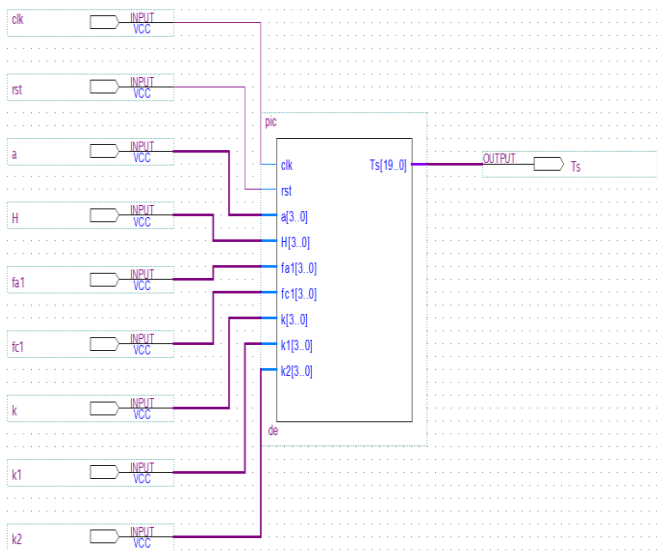 clk INPUT VCC
rst INPUT VCC
a INPUT VCC
H INPUT VCC
fa1 INPUT VCC
fc1 INPUT VCC
k INPUT VCC
k1 INPUT VCC
k2 INPUT VCC
pic
clk Ts[19..0]
rst
a[3..0]
H[3..0]
fa1[3..0]
fc1[3..0]
k[3..0]
k1[3..0]
k2[3..0]
de
OUTPUT Ts